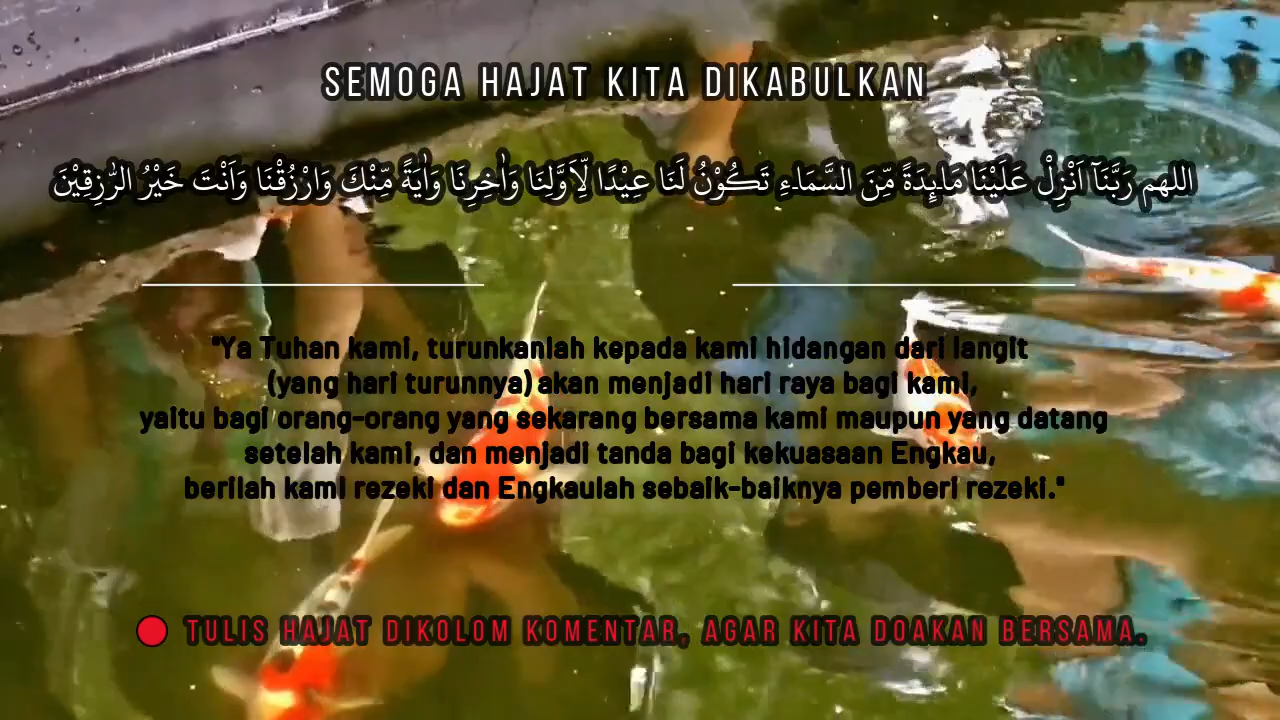 SEMOGA HAJAT KITA DIKABULKAN
اللهم رَبَّنَآ اَنْزِلْ عَلَيْنَا مَاۤىِٕدَةً مِّنَ السَّمَاۤءِ تَكُوْنُ لَنَا عِيْدًا لِّاَوَّلِنَا وَاٰخِرِنَا وَاٰيَةً مِّنْكَ وَارْزُقْنَا وَاَنْتَ خَيْرُ الرّٰزِقِيْنَ
"Ya Tuhan kami, turunkanlah kepada kami hidangan dari langit
(yang hari turunnya) akan menjadi hari raya bagi kami,
yaitu bagi orang-orang yang sekarang bersama kami maupun yang datang
setelah kami, dan menjadi tanda bagi kekuasaan Engkau,
berilah kami rezeki dan Engkaulah sebaik-baiknya pemberi rezeki."
TULIS HAJAT DIKOLOM KOMENTAR, AGAR KITA DOAKAN BERSAMA.